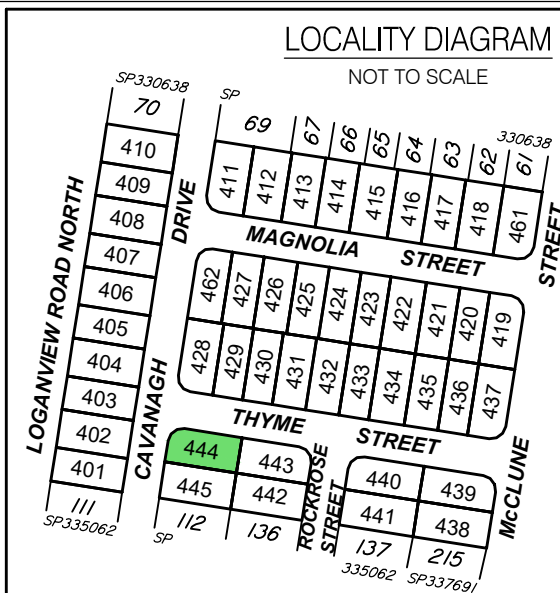 LOCALITY DIAGRAM
NOT TO SCALE
SP330638
70
410
409
408
407
406
405
404
403
402
401
111
SP335062
LOGANVIEW ROAD NORTH
CAVANAGH DRIVE
SP
69 67 66 65 64 63 62 61
330638
411 412 413 414 415 416 417 418 461
MAGNOLIA STREET
462 427 426 425 424 423 422 421 420 419
428 429 430 431 432 433 434 435 436 437
THYME STREET
444 443
445 442
112 136
SP
ROCKROSE STREET
440 439
441 438
137 215
335062 SP337691
McCLUNE STREET